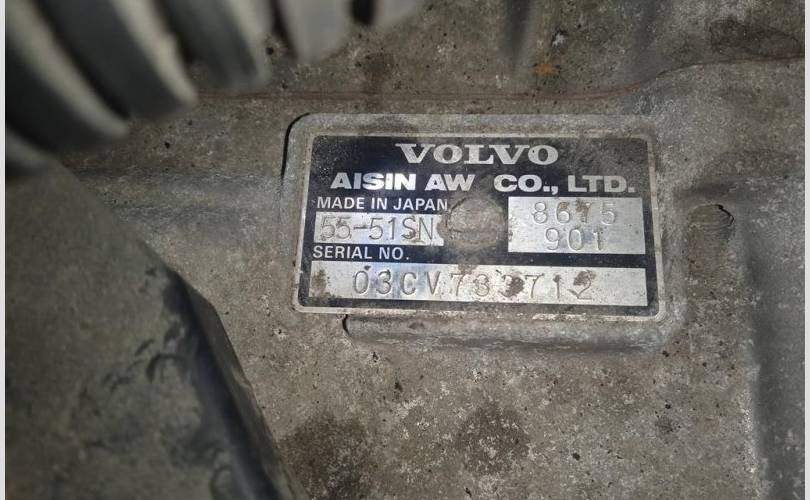 VOLVO
AISIN AW CO., LTD.
MADE IN JAPAN
55-51SN
8675
901
SERIAL NO.